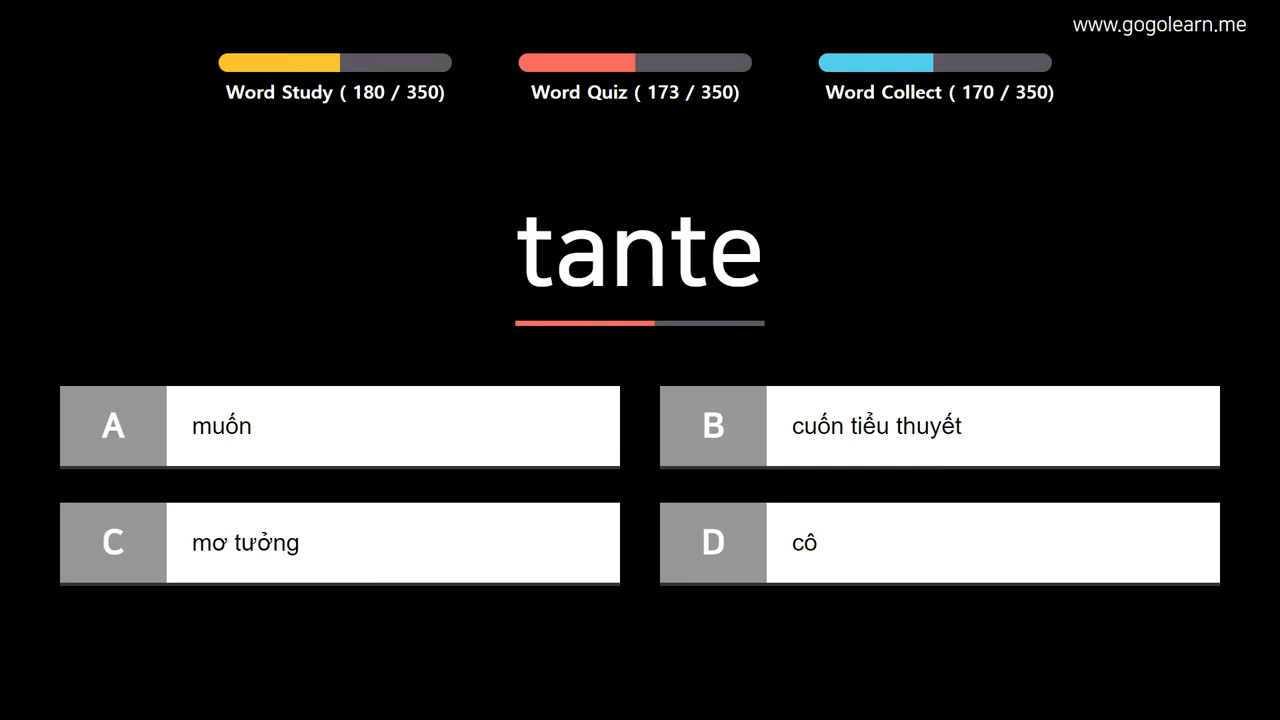 www.gogolearn.me
Word Study ( 180 / 350)
Word Quiz ( 173 / 350)
Word Collect ( 170 / 350)
tante
A muốn
B cuốn tiểu thuyết
C mơ tưởng
D cô